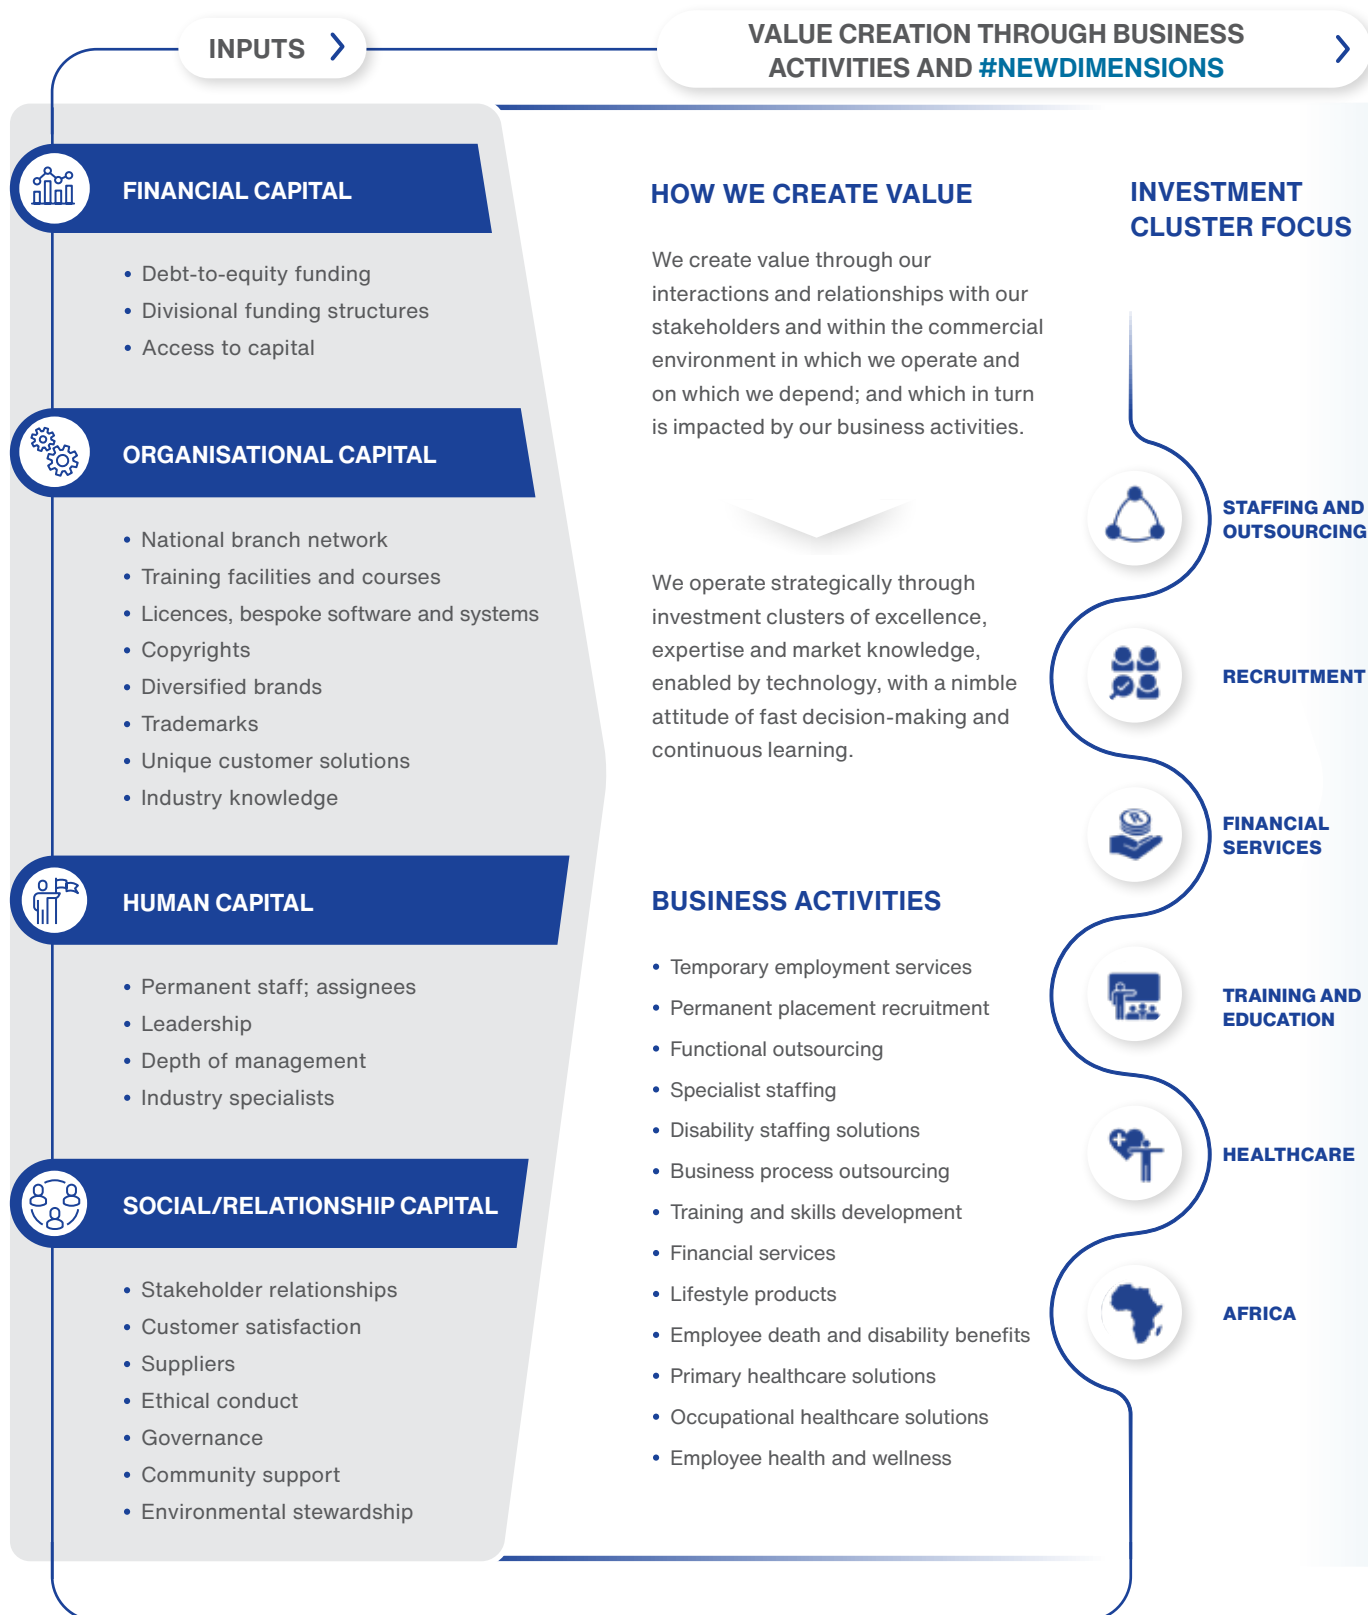 INPUTS
VALUE CREATION THROUGH BUSINESS
ACTIVITIES AND #NEWDIMENSIONS
FINANCIAL CAPITAL
• Debt-to-equity funding
• Divisional funding structures
• Access to capital
ORGANISATIONAL CAPITAL
• National branch network
• Training facilities and courses
• Licences, bespoke software and systems
• Copyrights
• Diversified brands
• Trademarks
• Unique customer solutions
• Industry knowledge
HUMAN CAPITAL
• Permanent staff; assignees
• Leadership
• Depth of management
• Industry specialists
SOCIAL/RELATIONSHIP CAPITAL
• Stakeholder relationships
• Customer satisfaction
• Suppliers
• Ethical conduct
• Governance
• Community support
• Environmental stewardship
HOW WE CREATE VALUE
We create value through our
interactions and relationships with our
stakeholders and within the commercial
environment in which we operate and
on which we depend; and which in turn
is impacted by our business activities.
We operate strategically through
investment clusters of excellence,
expertise and market knowledge,
enabled by technology, with a nimble
attitude of fast decision-making and
continuous learning.
BUSINESS ACTIVITIES
• Temporary employment services
• Permanent placement recruitment
• Functional outsourcing
• Specialist staffing
• Disability staffing solutions
• Business process outsourcing
• Training and skills development
• Financial services
• Lifestyle products
• Employee death and disability benefits
• Primary healthcare solutions
• Occupational healthcare solutions
• Employee health and wellness
INVESTMENT
CLUSTER FOCUS
STAFFING AND
OUTSOURCING
RECRUITMENT
R
FINANCIAL
SERVICES
TRAINING AND
EDUCATION
HEALTHCARE
AFRICA